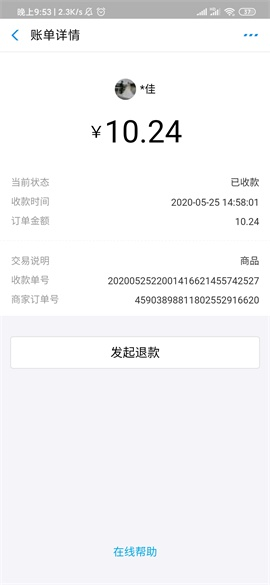 晚上9:53 | 2.3K/s
账单详情
*佳
¥10.24
当前状态 已收款
收款时间 2020-05-25 14:58:01
订单金额 10.24
交易说明 商品
收款单号 2020052522001416621455742527
商家订单号 45903898811802552916620
发起退款
在线帮助